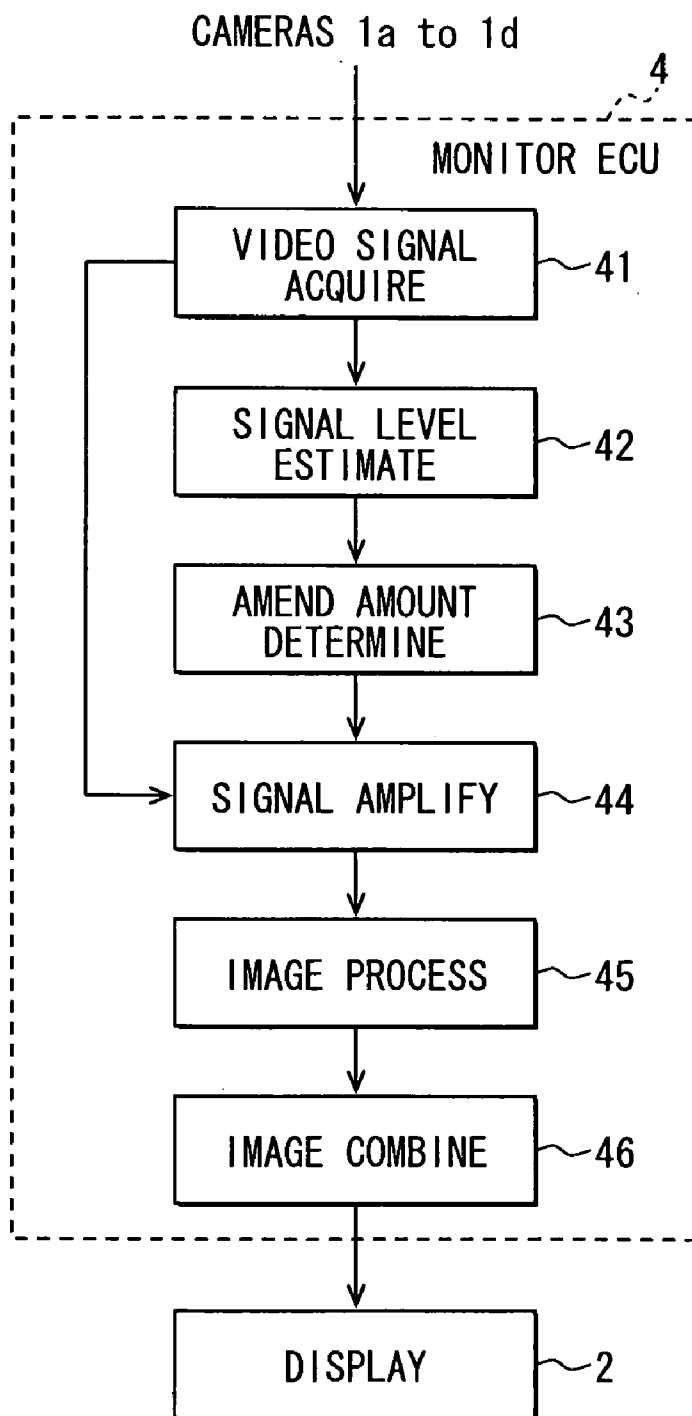 CAMERAS 1a to 1d
4
MONITOR ECU
VIDEO SIGNAL
ACQUIRE
41
SIGNAL LEVEL
ESTIMATE
42
AMEND AMOUNT
DETERMINE
43
SIGNAL AMPLIFY
44
IMAGE PROCESS
45
IMAGE COMBINE
46
DISPLAY
2